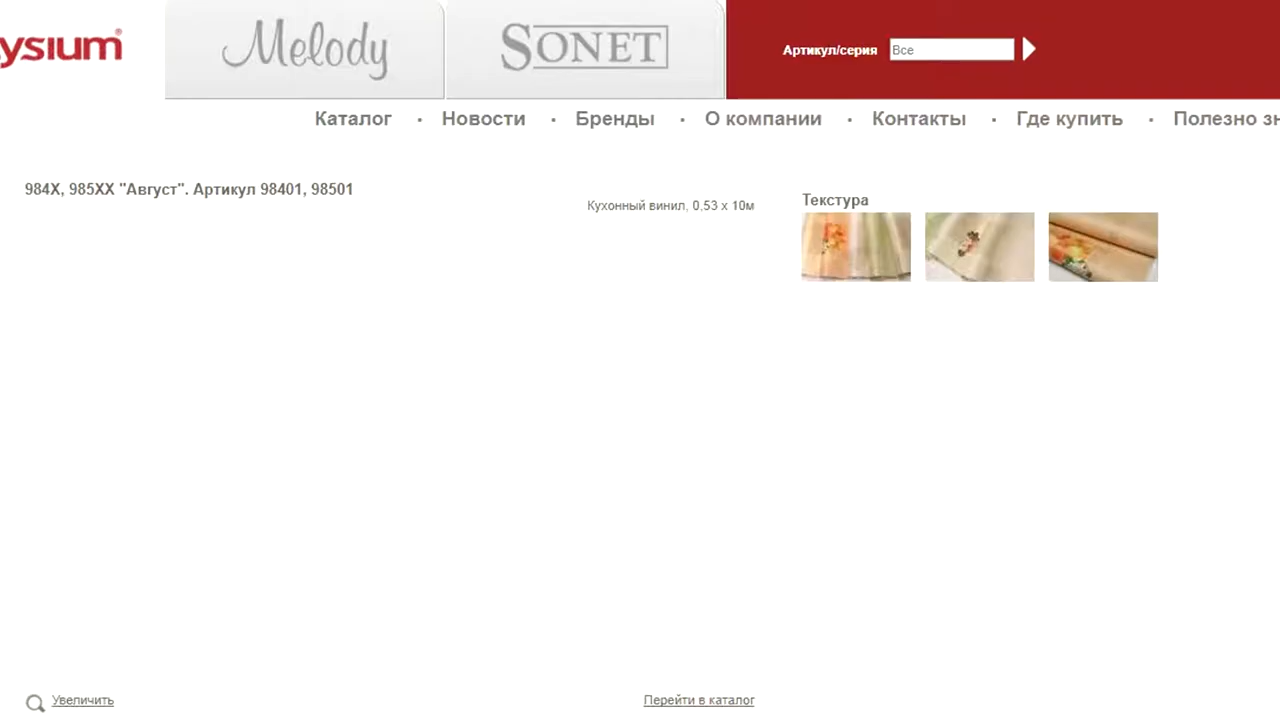 ysium®
Melody
SONET
Артикул/серия Все
Каталог · Новости · Бренды · О компании · Контакты · Где купить · Полезно зн
984X, 985XX "Август". Артикул 98401, 98501
Кухонный винил, 0,53 x 10м
Текстура
Увеличить
Перейти в каталог